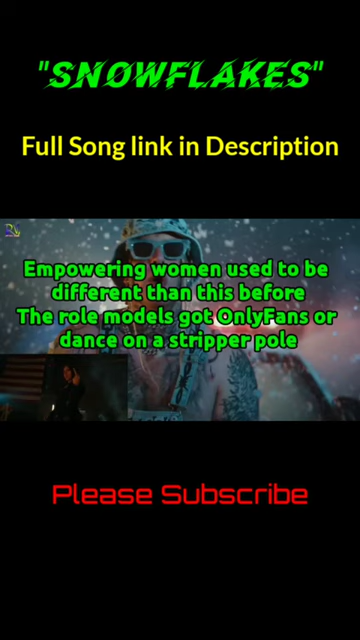 "SNOWFLAKES"
Full Song link in Description
Empowering women used to be
different than this before
The role models got OnlyFans or
dance on a stripper pole
Please Subscribe